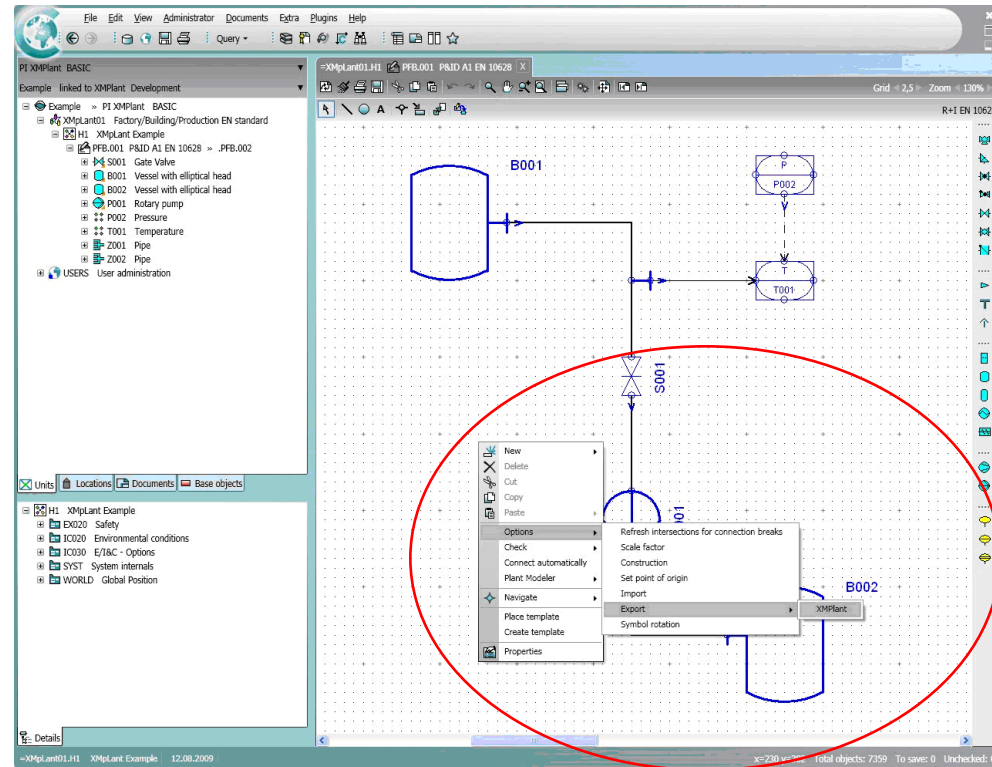 File Edit View Administrator Documents Extra Plugins Help
Query
PI XMPlant BASIC
Example linked to XMPlant Development
Example » PI XMPlant BASIC
XMpLant01 Factory/Building/Production EN standard
H1 XMpLant Example
PFB.001 P&ID A1 EN 10628 » .PFB.002
S001 Gate Valve
B001 Vessel with elliptical head
B002 Vessel with elliptical head
P001 Rotary pump
P002 Pressure
T001 Temperature
Z001 Pipe
Z002 Pipe
USERS User administration
Units Locations Documents Base objects
H1 XMpLant Example
EX020 Safety
IC020 Environmental conditions
IC030 E/I&C - Options
SYST System internals
WORLD Global Position
Details
=XMpLant01.H1 PFB.001 P&ID A1 EN 10628 X
Grid 2,5 Zoom 130%
A
R+I EN 1062
B001
P
P002
T
T001
S001
New
Delete
Cut
Copy
Paste
Options
Check
Connect automatically
Plant Modeler
Navigate
Place template
Create template
Properties
Refresh intersections for connection breaks
Scale factor
Construction
Set point of origin
Import
Export
Symbol rotation
XMPlant
B002
=XMpLant01.H1 XMpLant Example 12.08.2009
Total objects: 7359 To save: 0 Unchecked: